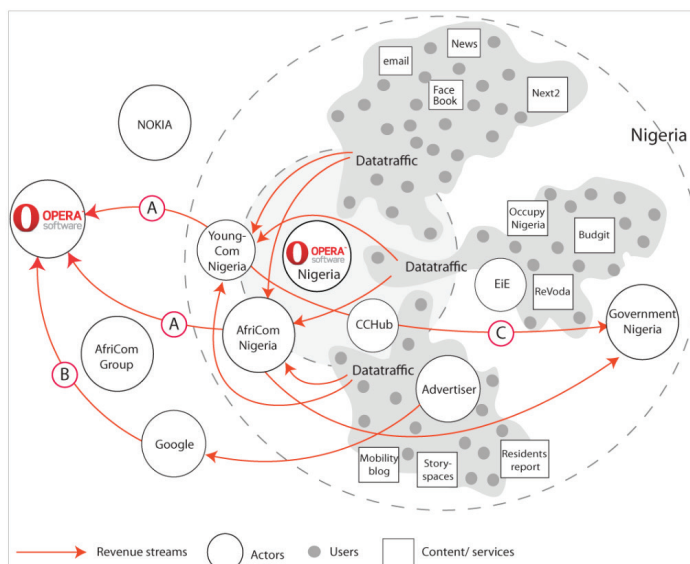 News
email
Face
Book
Next2
NOKIA
Nigeria
Datatraffic
A
OPERA
software
Young-
Com
Nigeria
OPERA
software
Nigeria
Occupy
Nigeria
Budgit
Datatraffic
EiE
ReVoda
A
AfriCom
Nigeria
CCHub
C
Government
Nigeria
AfriCom
Group
B
Datatraffic
Advertiser
Google
Mobility
blog
Story-
spaces
Residents
report
Revenue streams
Actors
Users
Content/ services